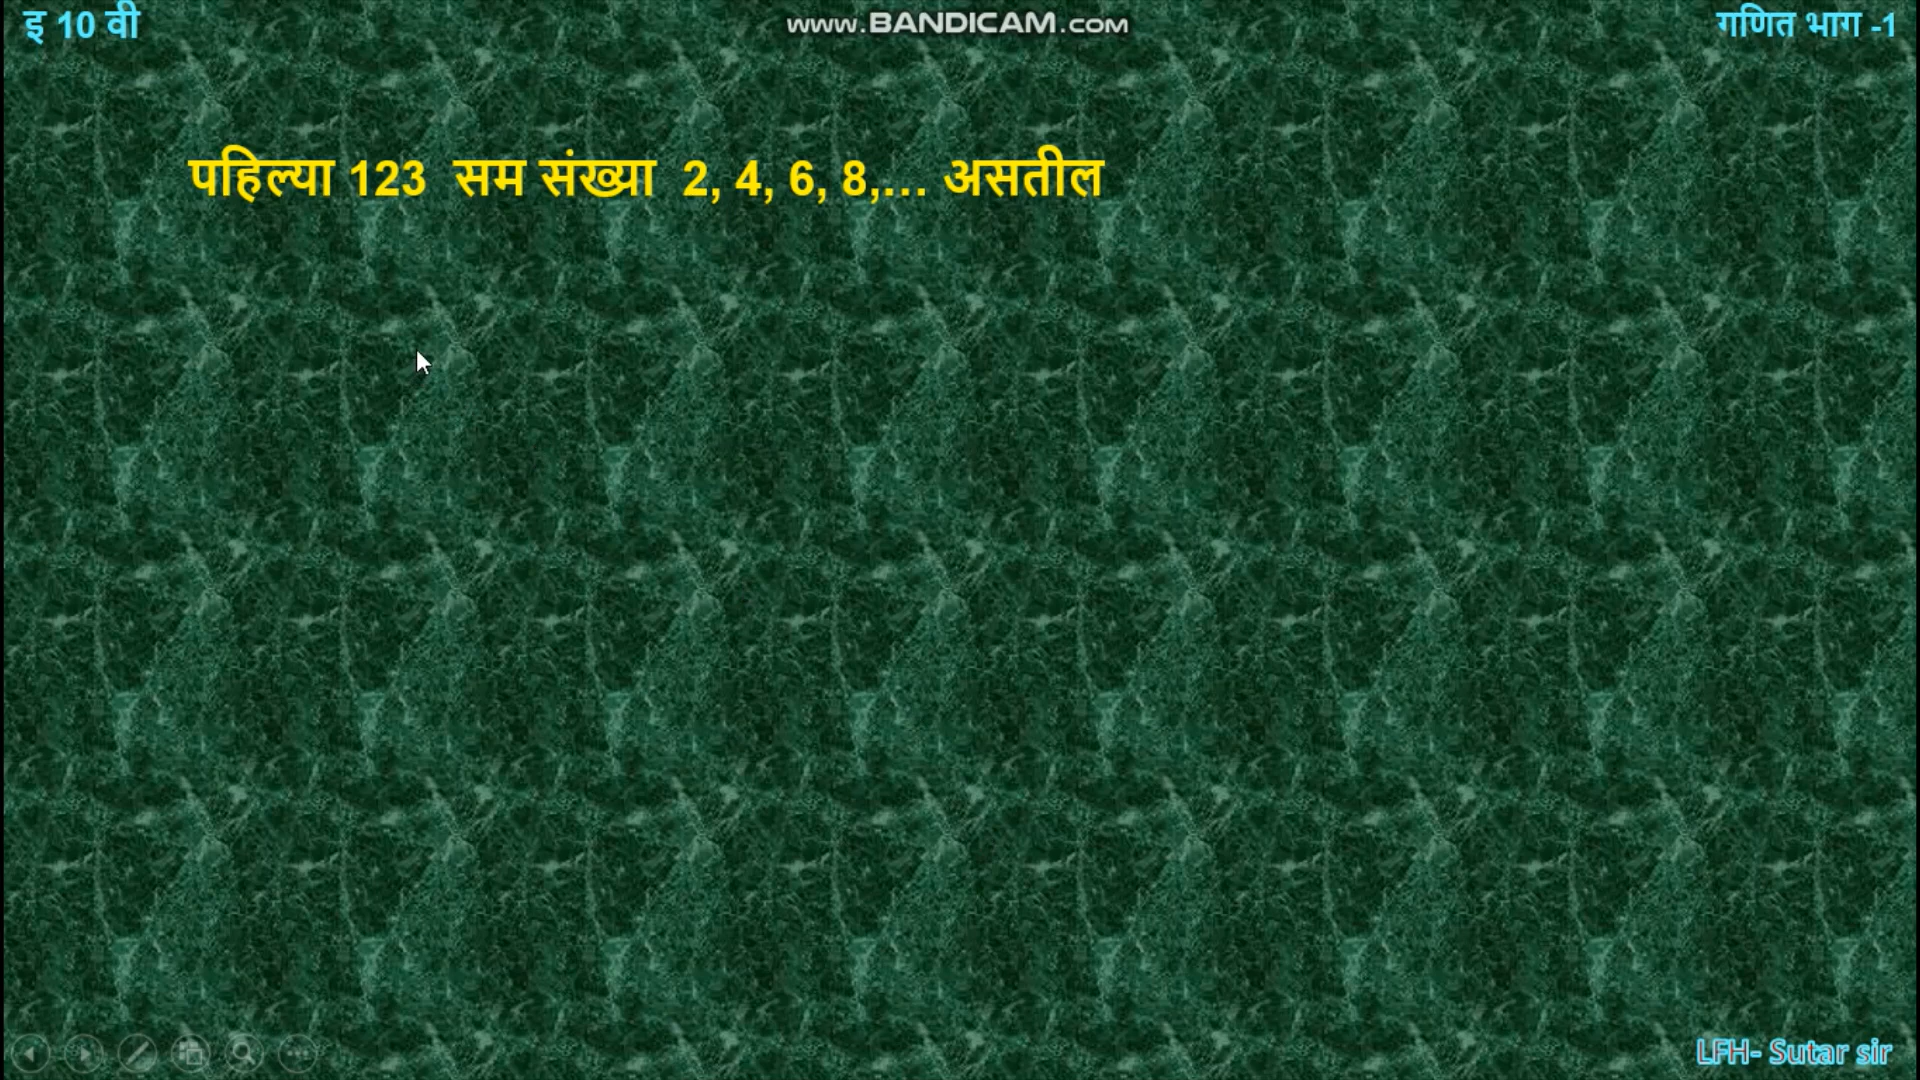 इ 10 वी
www.BANDICAM.com
गणित भाग -1
पहिल्या 123 सम संख्या 2, 4, 6, 8,... असतील
LFH- Sutar sir